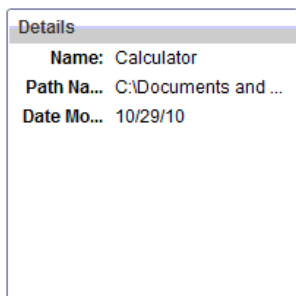 Details
Name: Calculator
Path Na... C:\Documents and ...
Date Mo... 10/29/10